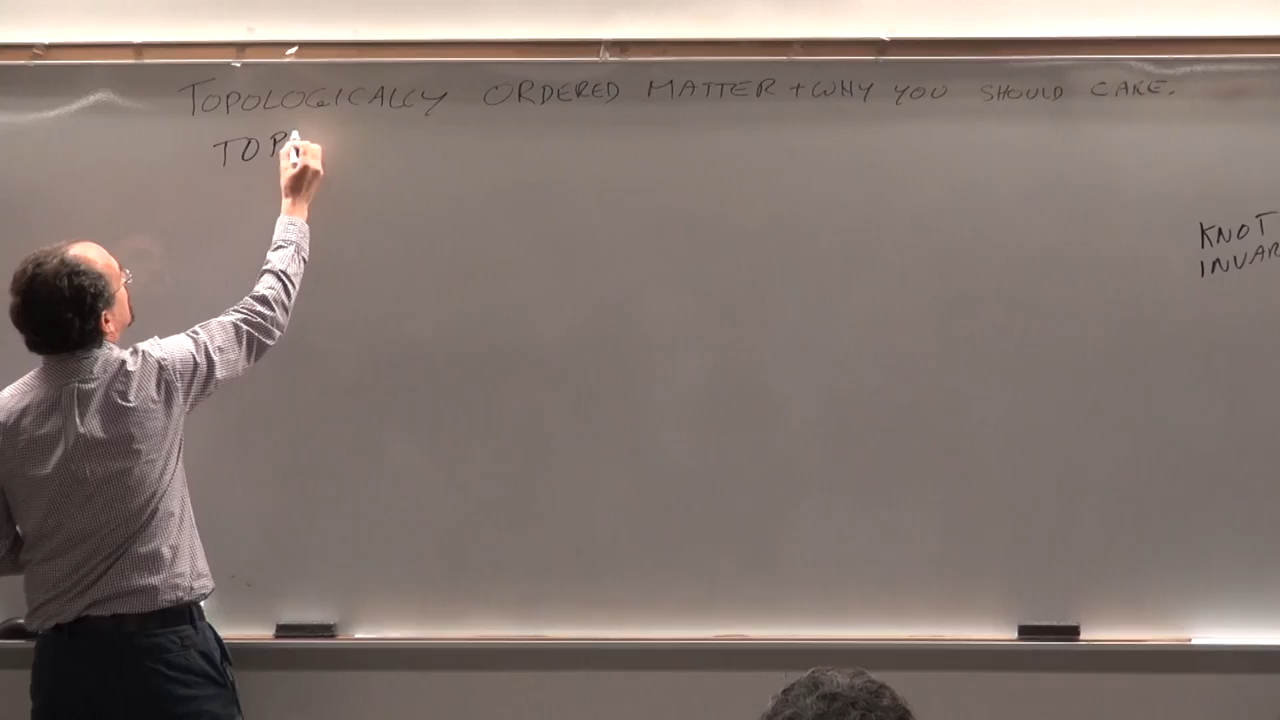 TOPOLOGICALLY ORDERED MATTER + WHY YOU SHOULD CARE.
TOP
KNOT
INVAR